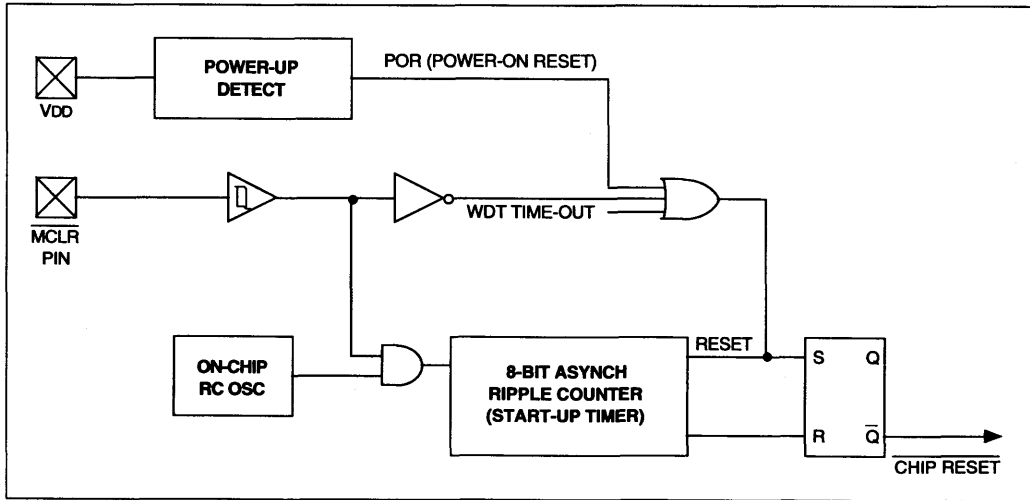 POWER-UP
DETECT
POR (POWER-ON RESET)
VDD
MCLR
PIN
WDT TIME-OUT
ON-CHIP
RC OSC
8-BIT ASYNCH
RIPPLE COUNTER
(START-UP TIMER)
RESET
S Q
R Q̅
CHIP RESET